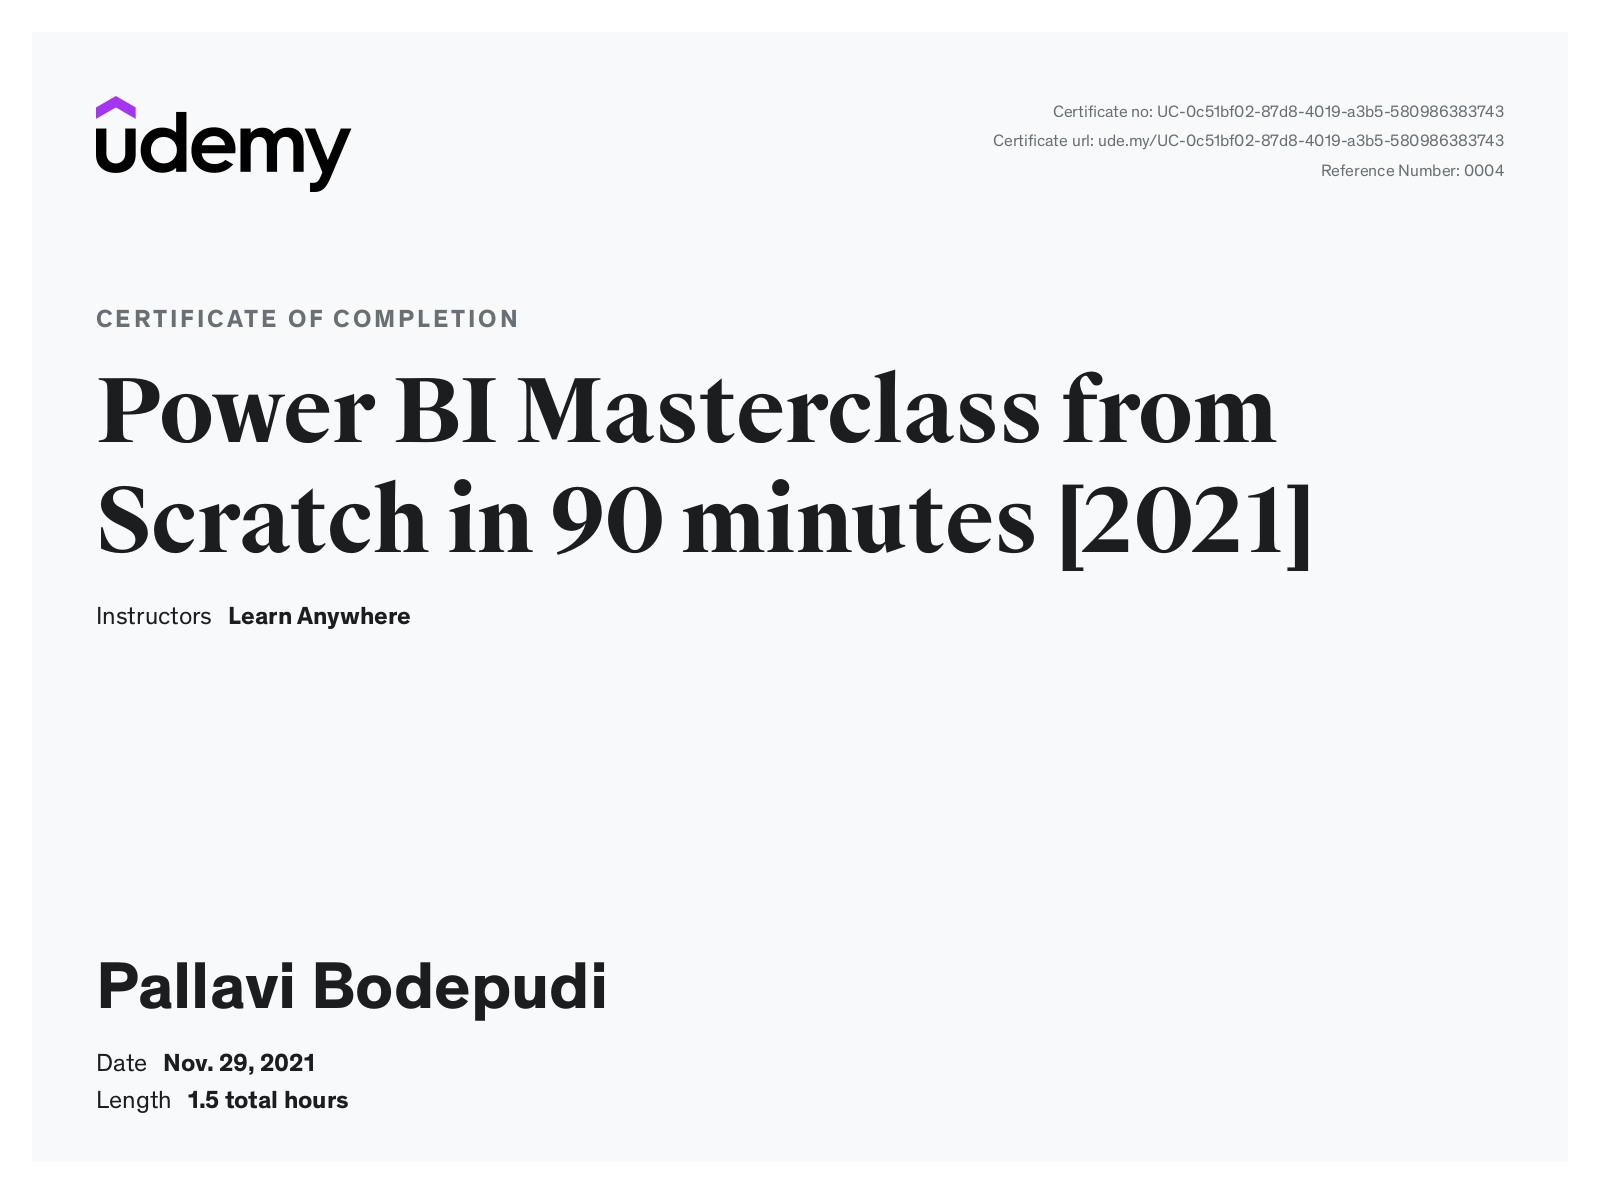 udemy
Certificate no: UC-0c51bf02-87d8-4019-a3b5-580986383743
Certificate url: ude.my/UC-0c51bf02-87d8-4019-a3b5-580986383743
Reference Number: 0004
CERTIFICATE OF COMPLETION
Power BI Masterclass from
Scratch in 90 minutes [2021]
Instructors Learn Anywhere
Pallavi Bodepudi
Date Nov. 29, 2021
Length 1.5 total hours